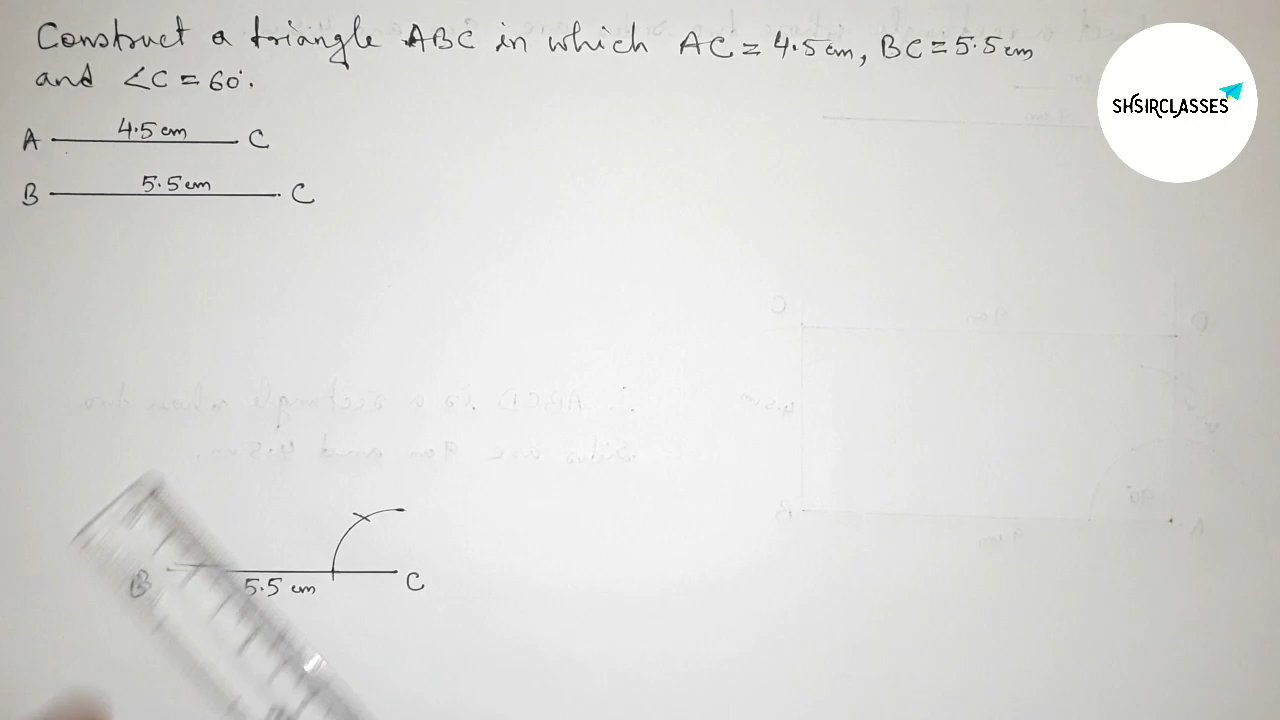 Construct a triangle ABC in which AC = 4.5 cm, BC = 5.5 cm
and ∠C = 60°.
SHSIRCLASSES
4.5 cm
A C
5.5 cm
B C
B 5.5 cm C